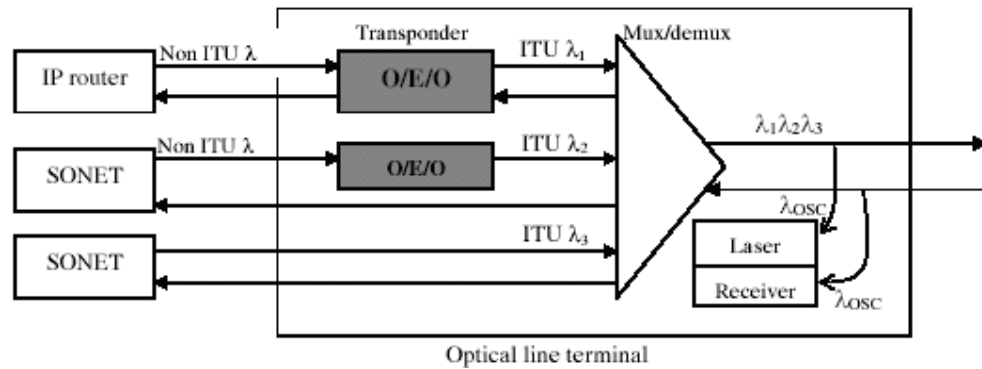 Transponder
Mux/demux
Non ITU λ
ITU λ₁
IP router
O/E/O
λ₁λ₂λ₃
Non ITU λ
ITU λ₂
SONET
O/E/O
λOSC
ITU λ₃
SONET
Laser
Receiver
λOSC
Optical line terminal